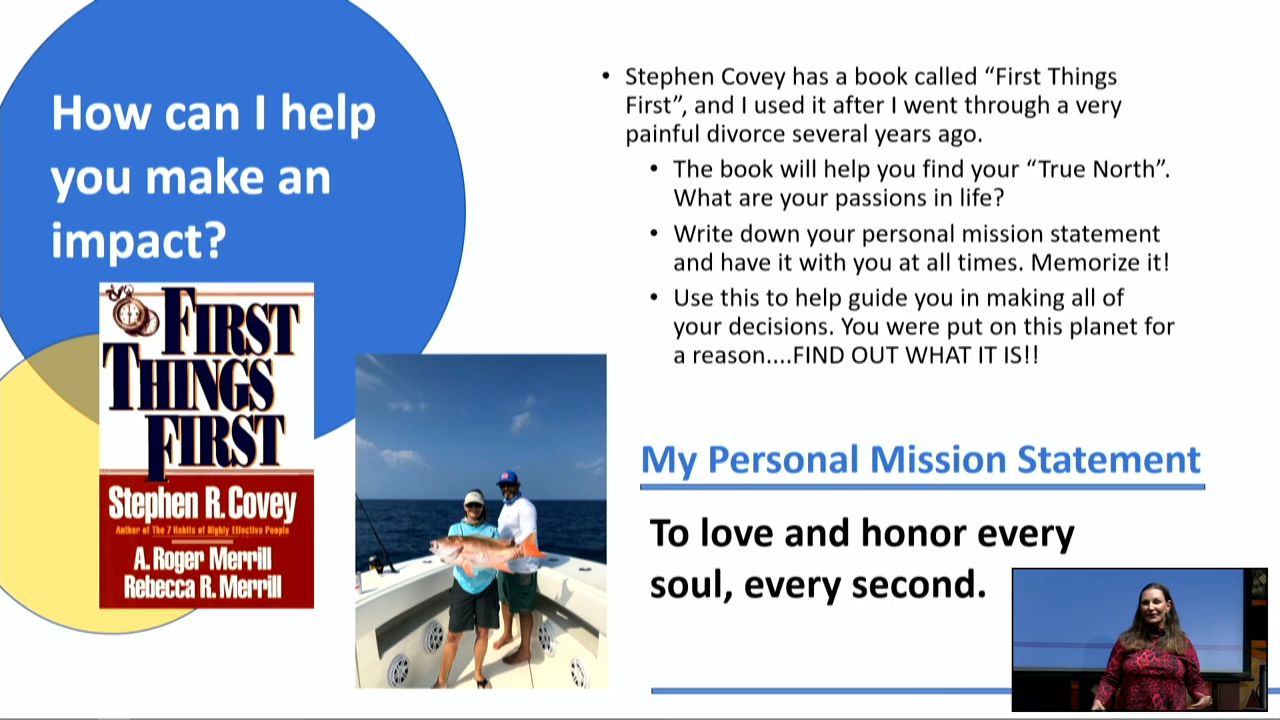 How can I help
you make an
impact?
FIRST
THINGS
FIRST
Stephen R. Covey
Author of The 7 Habits of Highly Effective People
A. Roger Merrill
Rebecca R. Merrill
• Stephen Covey has a book called “First Things
First”, and I used it after I went through a very
painful divorce several years ago.
• The book will help you find your “True North”.
What are your passions in life?
• Write down your personal mission statement
and have it with you at all times. Memorize it!
• Use this to help guide you in making all of
your decisions. You were put on this planet for
a reason....FIND OUT WHAT IT IS!!
My Personal Mission Statement
To love and honor every
soul, every second.